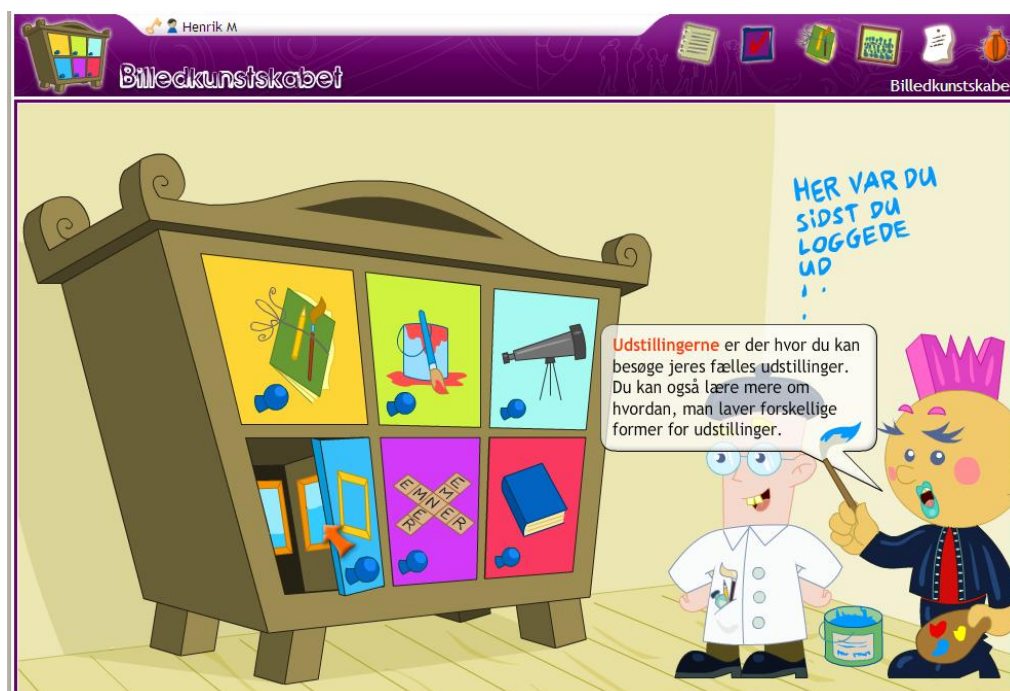 Henrik M
Billedkunstskabet
Billedkunstskabe
HER VAR DU
SIDST DU
LOGGEDE
UD
Udstillingerne er der hvor du kan
besøge jeres fælles udstillinger.
Du kan også lære mere om
hvordan, man laver forskellige
former for udstillinger.
EMNER
EMNER